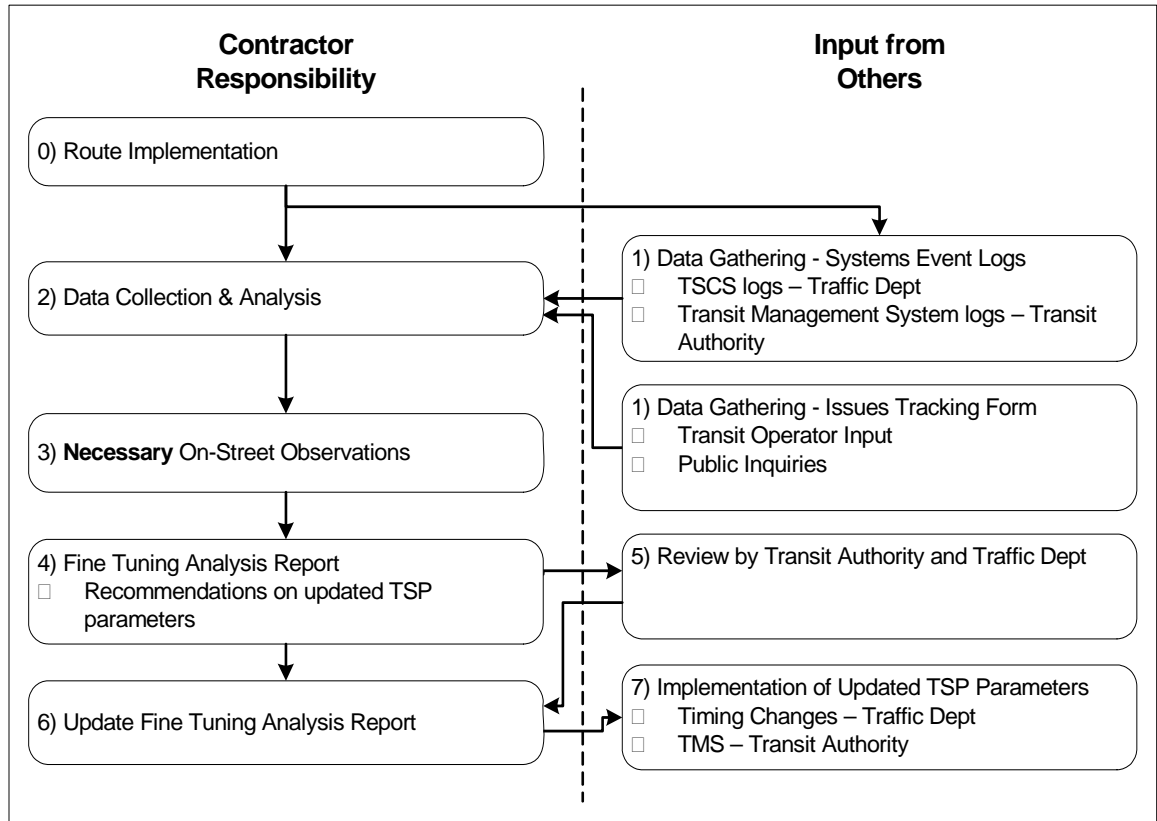 Contractor
Responsibility
Input from
Others
0) Route Implementation
1) Data Gathering - Systems Event Logs
TSCS logs – Traffic Dept
Transit Management System logs – Transit
Authority
2) Data Collection & Analysis
1) Data Gathering - Issues Tracking Form
Transit Operator Input
Public Inquiries
3) Necessary On-Street Observations
4) Fine Tuning Analysis Report
Recommendations on updated TSP
parameters
5) Review by Transit Authority and Traffic Dept
6) Update Fine Tuning Analysis Report
7) Implementation of Updated TSP Parameters
Timing Changes – Traffic Dept
TMS – Transit Authority